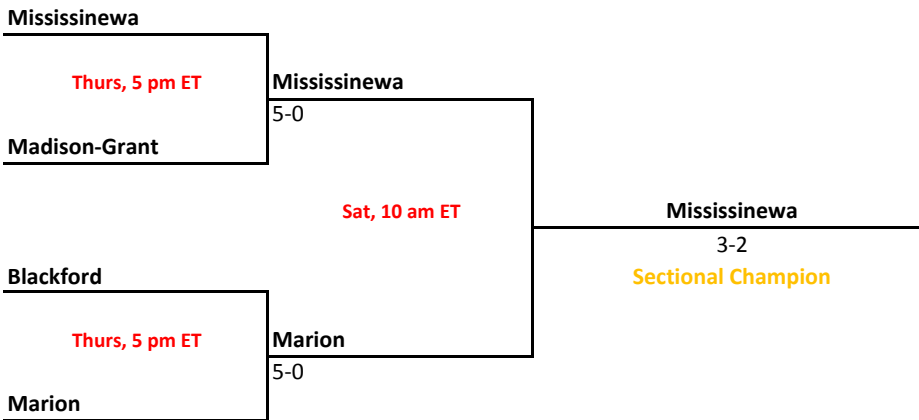 Mississinewa
Thurs, 5 pm ET
Mississinewa
5-0
Madison-Grant
Sat, 10 am ET
Mississinewa
3-2
Sectional Champion
Blackford
Thurs, 5 pm ET
Marion
5-0
Marion